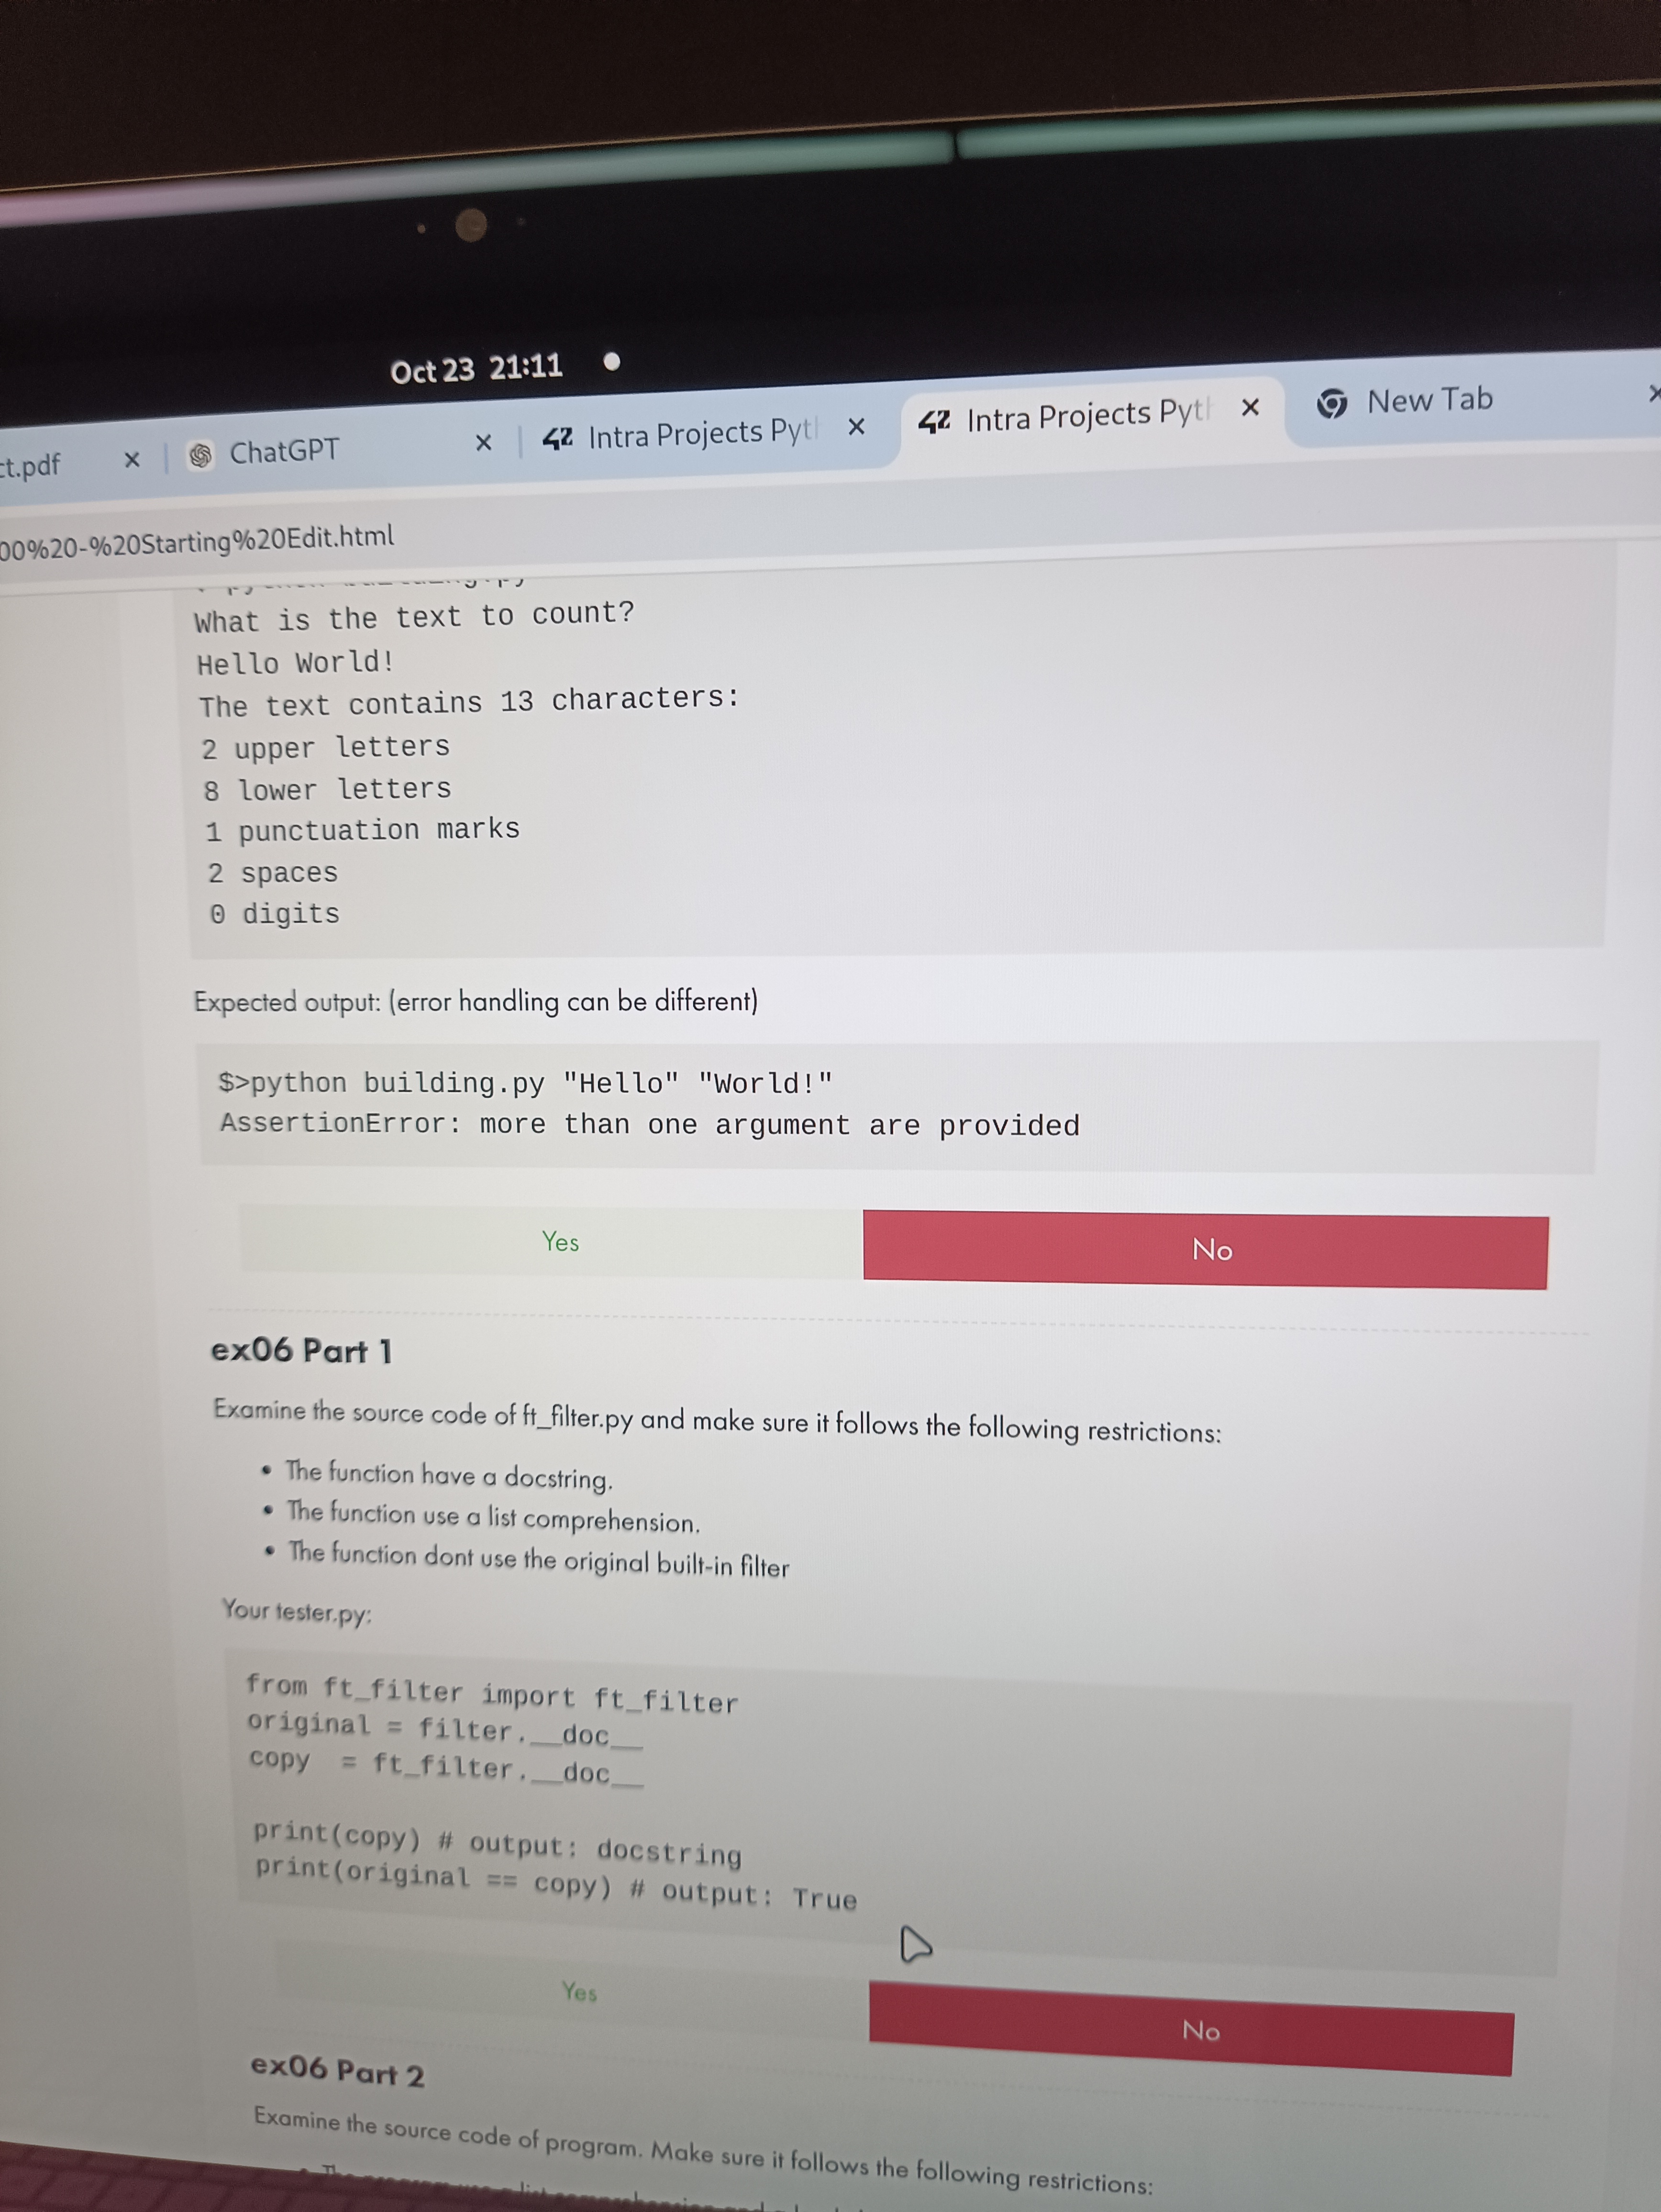 Oct 23 21:11
ct.pdf
ChatGPT
42 Intra Projects Pyt
42 Intra Projects Pyt
New Tab
00%20-%20Starting%20Edit.html
What is the text to count?
Hello World!
The text contains 13 characters:
2 upper letters
8 lower letters
1 punctuation marks
2 spaces
0 digits
Expected output: (error handling can be different)
$>python building.py "Hello" "World!"
AssertionError: more than one argument are provided
Yes
No
ex06 Part 1
Examine the source code of ft_filter.py and make sure it follows the following restrictions:
• The function have a docstring.
• The function use a list comprehension.
• The function dont use the original built-in filter
Your tester.py:
from ft_filter import ft_filter
original = filter.__doc__
copy  = ft_filter.__doc__
print(copy) # output: docstring
print(original == copy) # output: True
Yes
No
ex06 Part 2
Examine the source code of program. Make sure it follows the following restrictions: